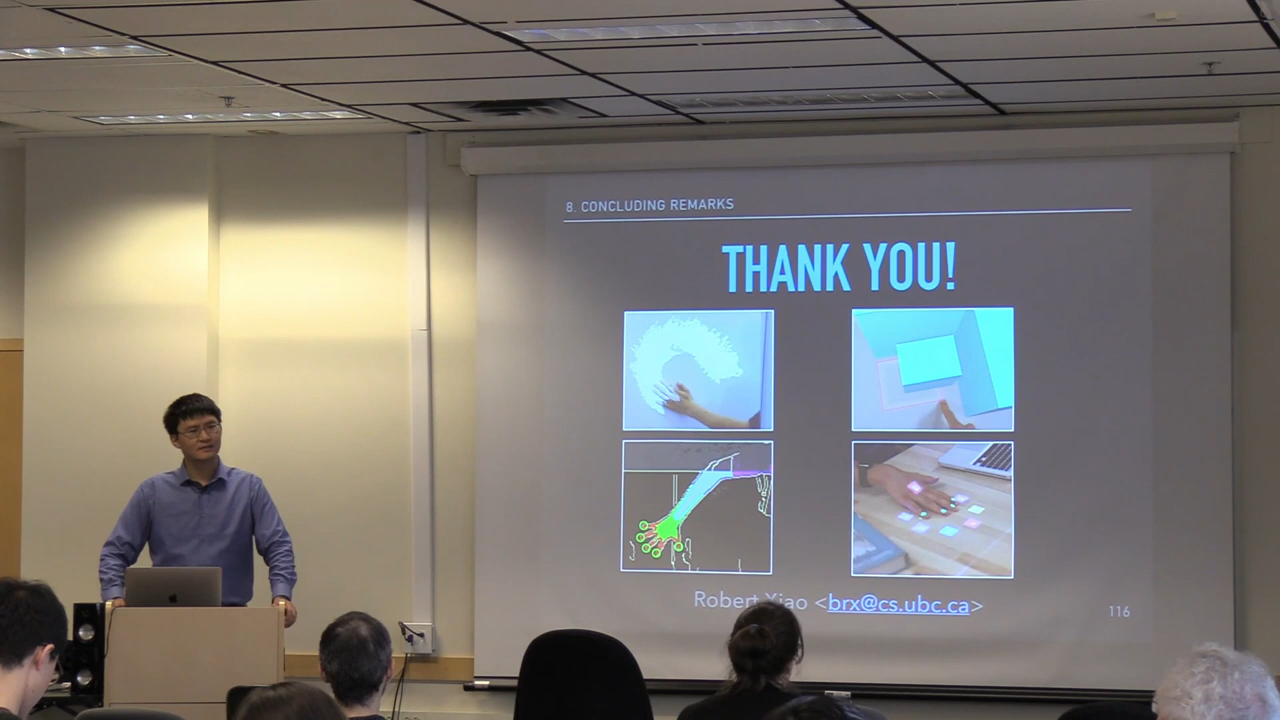 8. CONCLUDING REMARKS
THANK YOU!
Robert Xiao <brx@cs.ubc.ca>
116